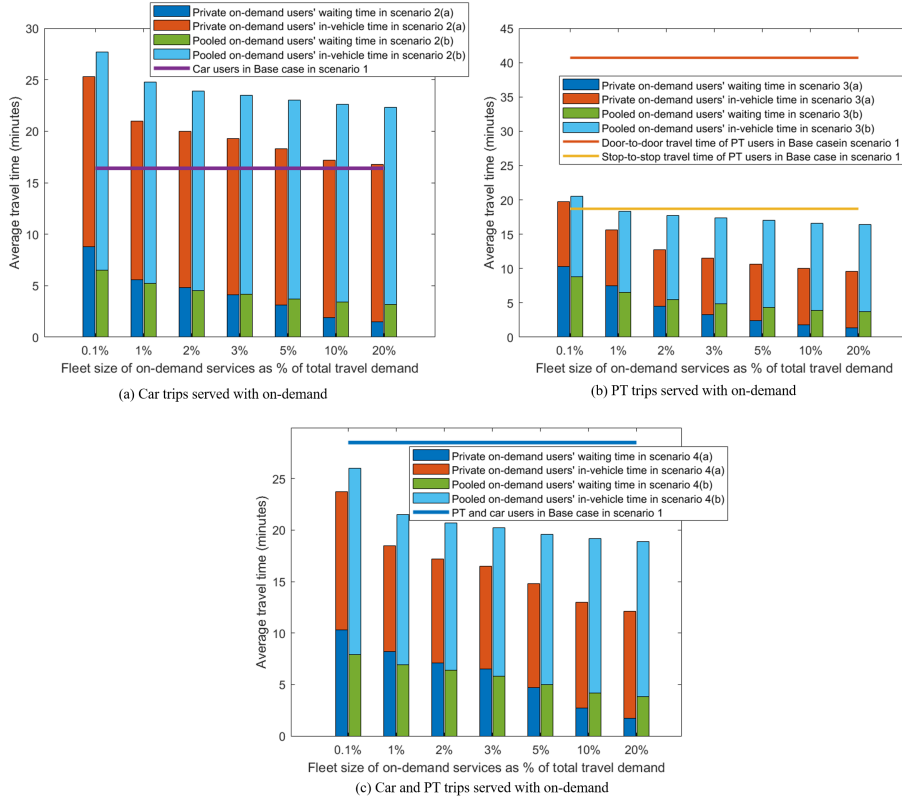 Private on-demand users' waiting time in scenario 2(a)
Private on-demand users' in-vehicle time in scenario 2(a)
Pooled on-demand users' waiting time in scenario 2(b)
Pooled on-demand users' in-vehicle time in scenario 2(b)
Car users in Base case in scenario 1
Average travel time (minutes)
30
25
20
15
10
5
0
0.1% 1% 2% 3% 5% 10% 20%
Fleet size of on-demand services as % of total travel demand
(a) Car trips served with on-demand
Private on-demand users' waiting time in scenario 3(a)
Private on-demand users' in-vehicle time in scenario 3(a)
Pooled on-demand users' waiting time in scenario 3(b)
Pooled on-demand users' in-vehicle time in scenario 3(b)
Door-to-door travel time of PT users in Base casein scenario 1
Stop-to-stop travel time of PT users in Base case in scenario 1
Average travel time (minutes)
45
40
35
30
25
20
15
10
5
0
0.1% 1% 2% 3% 5% 10% 20%
Fleet size of on-demand services as % of total travel demand
(b) PT trips served with on-demand
Private on-demand users' waiting time in scenario 4(a)
Private on-demand users' in-vehicle time in scenario 4(a)
Pooled on-demand users' waiting time in scenario 4(b)
Pooled on-demand users' in-vehicle time in scenario 4(b)
PT and car users in Base case in scenario 1
Average travel time (minutes)
25
20
15
10
5
0
0.1% 1% 2% 3% 5% 10% 20%
Fleet size of on-demand services as % of total travel demand
(c) Car and PT trips served with on-demand